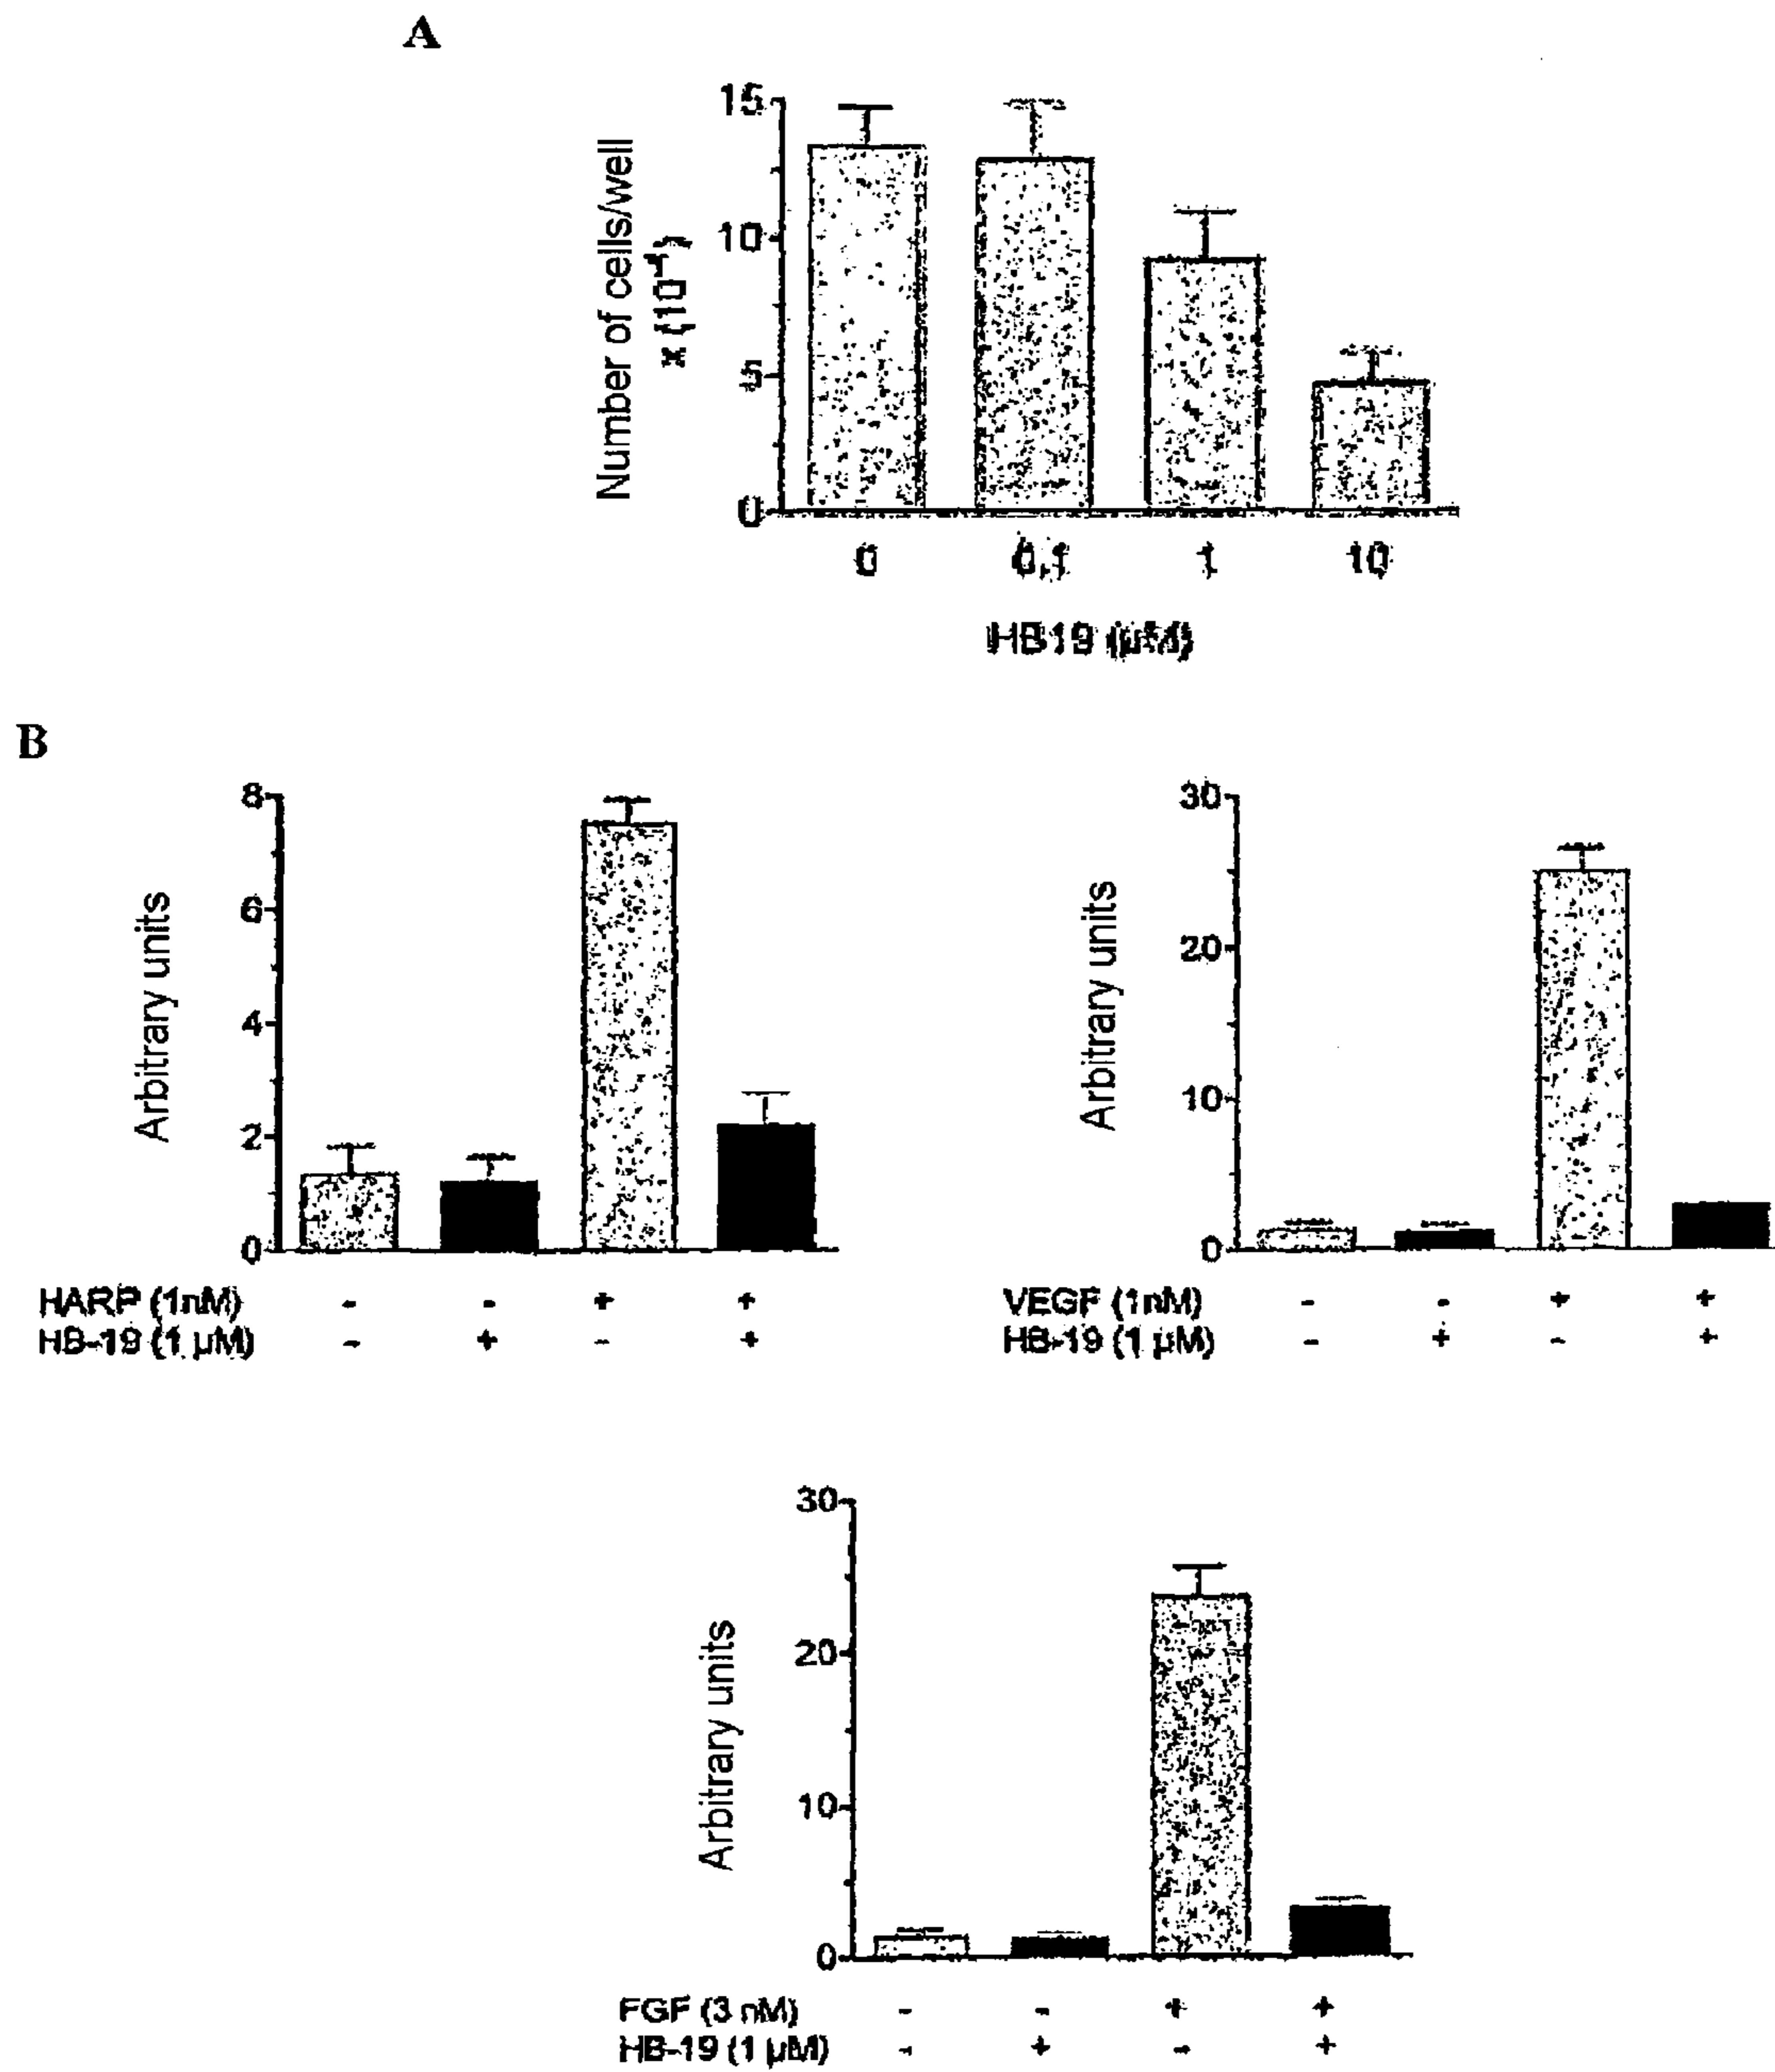 A
Number of cells/well
x (10⁻⁴)
15
10
5
0
0 0,1 1 10
HB19 (µM)
B
Arbitrary units
8
6
4
2
0
HARP (1nM) - - + +
HB-19 (1 µM) - + - +
Arbitrary units
30
20
10
0
VEGF (1nM) - - + +
HB-19 (1 µM) - + - +
Arbitrary units
30
20
10
0
FGF (3 nM) - - + +
HB-19 (1 µM) - + - +